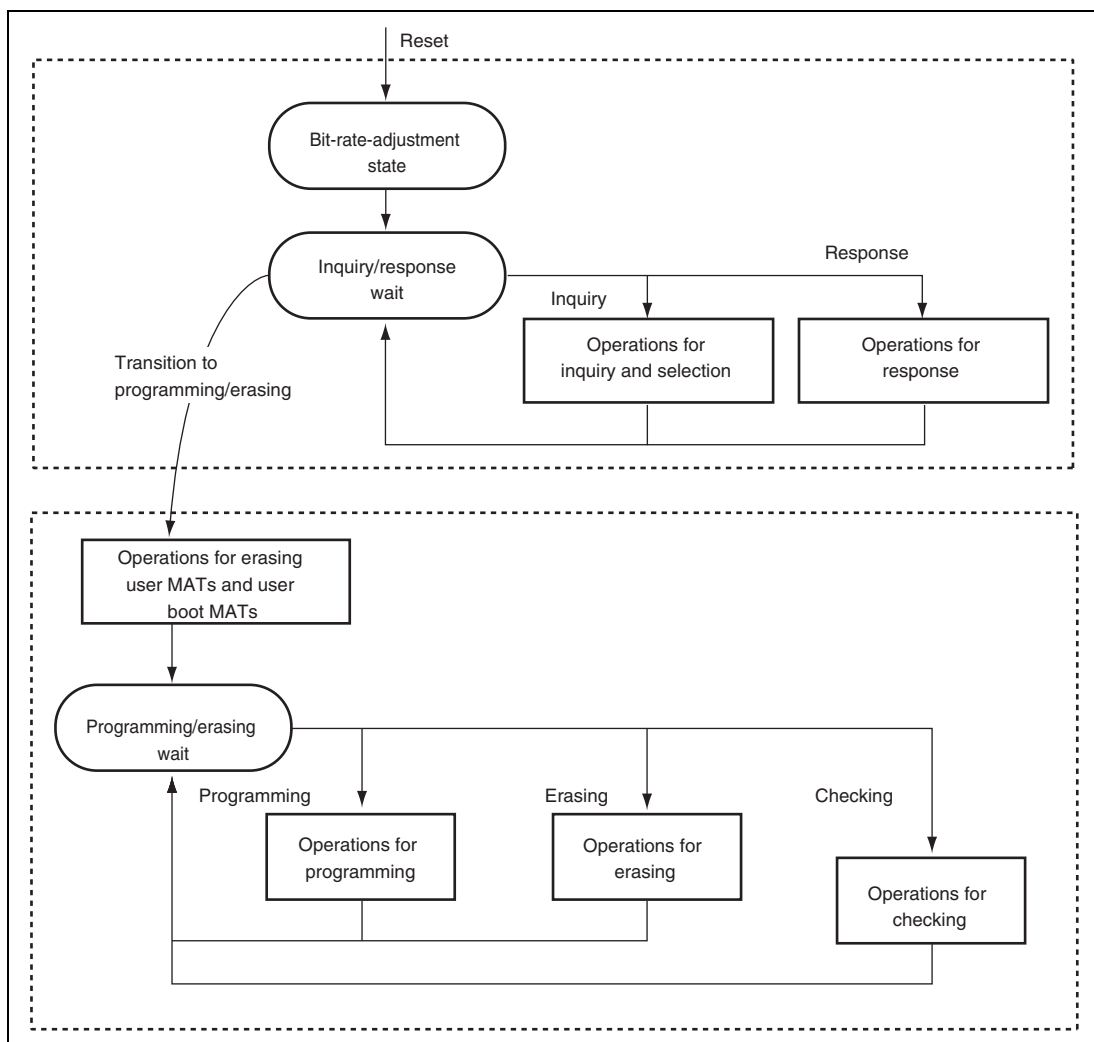 Reset
Bit-rate-adjustment
state
Inquiry/response
wait
Response
Inquiry
Operations for
inquiry and selection
Operations for
response
Transition to
programming/erasing
Operations for erasing
user MATs and user
boot MATs
Programming/erasing
wait
Programming
Erasing
Checking
Operations for
programming
Operations for
erasing
Operations for
checking